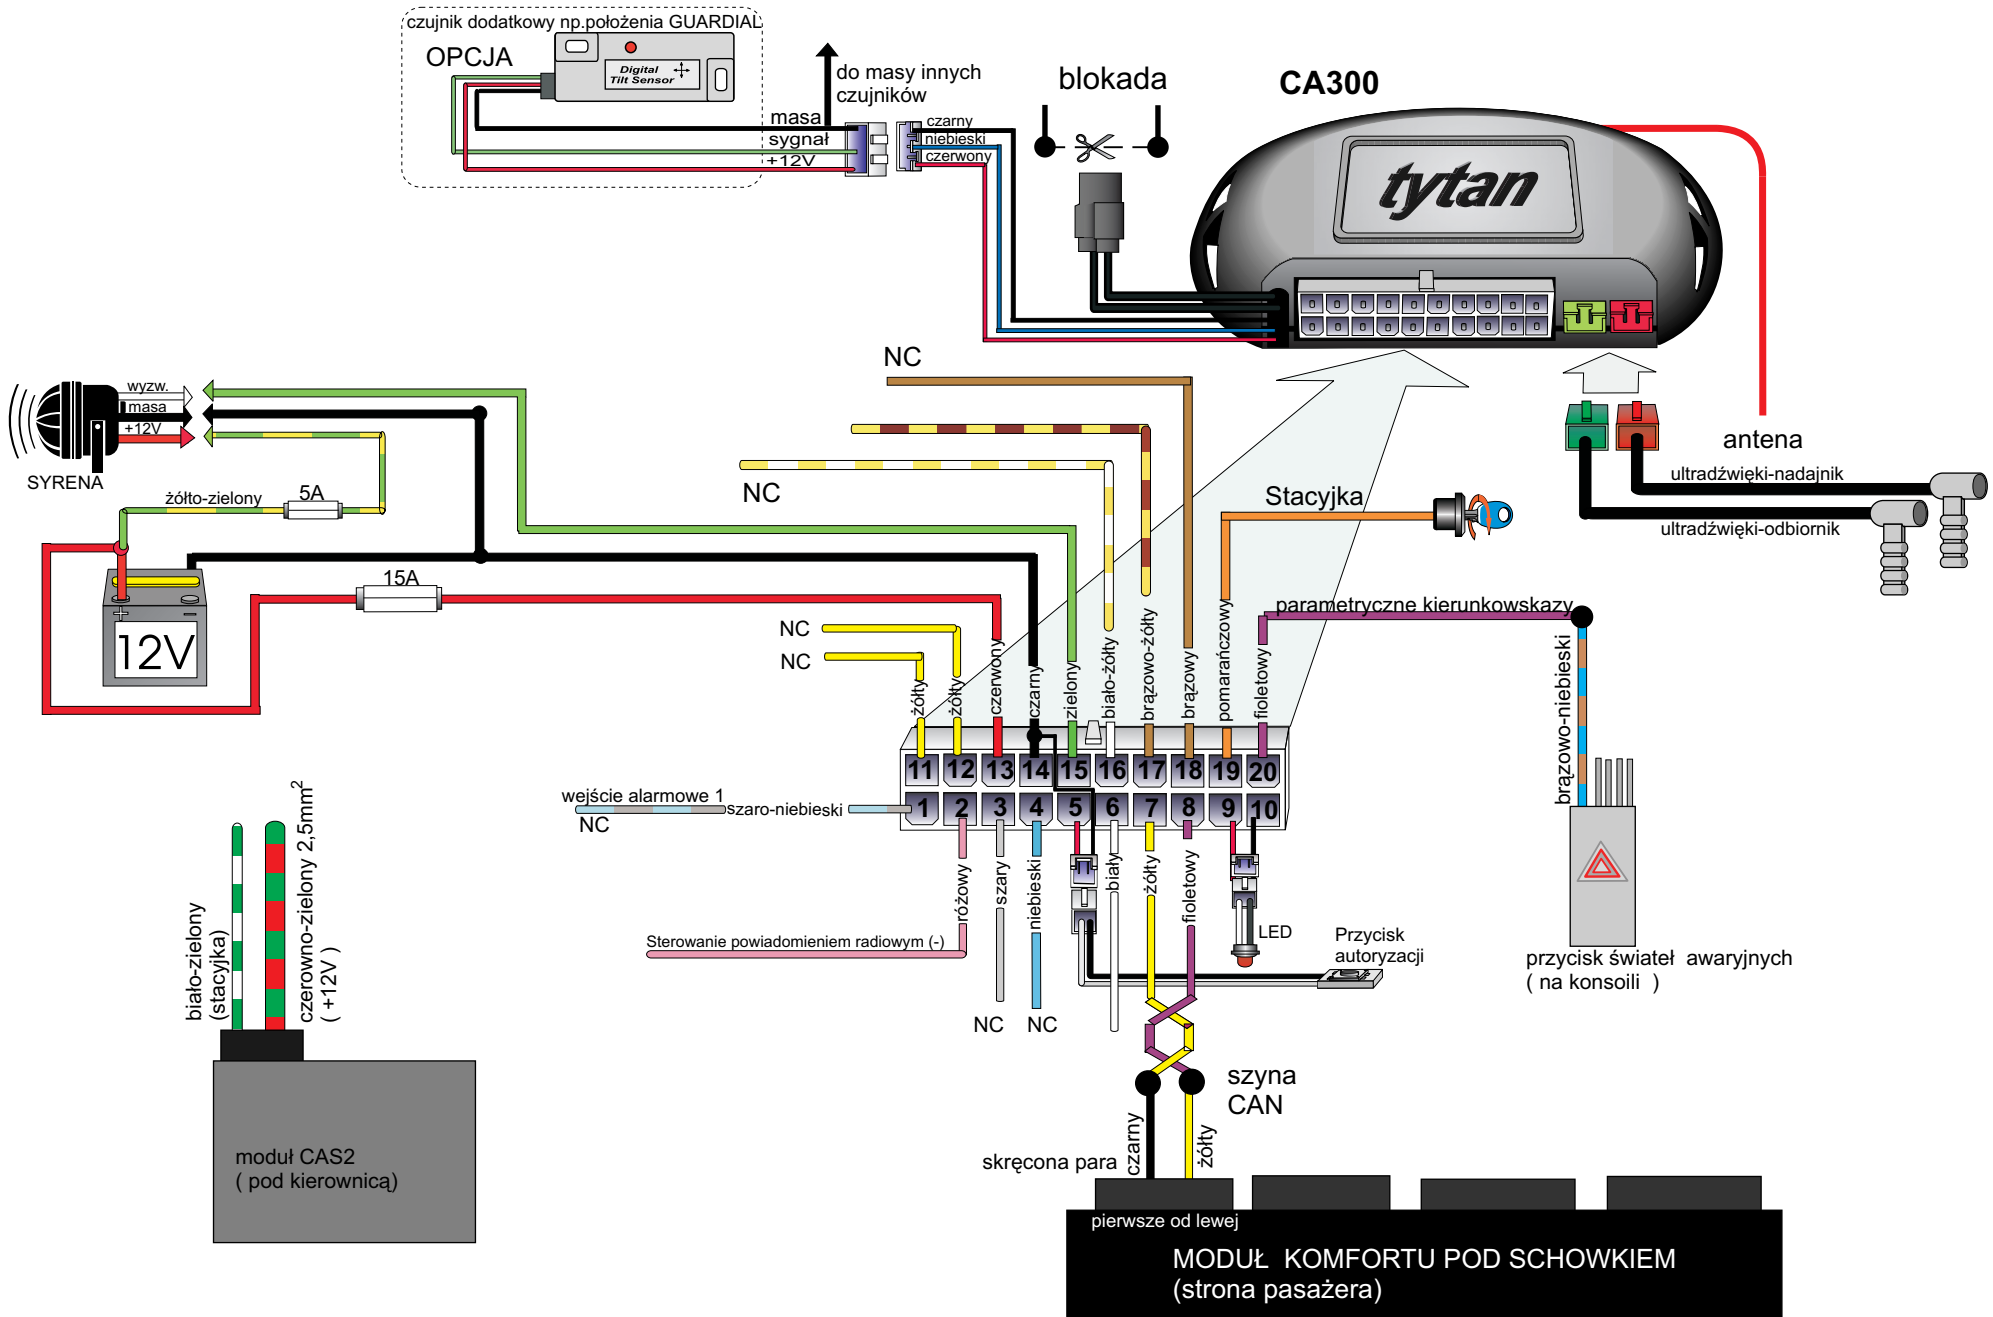 czujnik dodatkowy np.położenia GUARDIAL
OPCJA
Digital
Tilt Sensor
do masy innych
czujników
masa
sygnał
+12V
czarny
niebieski
czerwony
blokada
CA300
tytan
antena
ultradźwięki-nadajnik
ultradźwięki-odbiornik
wyzw.
masa
+12V
SYRENA
żółto-zielony
5A
15A
+
-
12V
NC
NC
NC
NC
Stacyjka
parametryczne kierunkowskazy
brązowo-niebieski
żółty
żółty
czerwony
czarny
zielony
biało-żółty
brązowo-żółty
brązowy
pomarańczowy
fioletowy
11
12
13
14
15
16
17
18
19
20
1
2
3
4
5
6
7
8
9
10
wejście alarmowe 1
szaro-niebieski
NC
różowy
szary
niebieski
biały
żółty
fioletowy
LED
Sterowanie powiadomieniem radiowym (-)
Przycisk
autoryzacji
NC
NC
przycisk świateł awaryjnych
( na konsoili )
biało-zielony
(stacyjka)
czerowno-zielony 2,5mm²
( +12V )
moduł CAS2
( pod kierownicą)
szyna
CAN
skręcona para
czarny
żółty
pierwsze od lewej
MODUŁ KOMFORTU POD SCHOWKIEM
(strona pasażera)